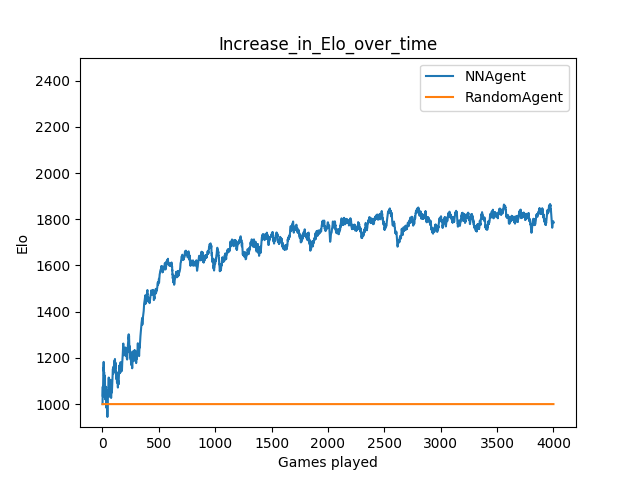 Increase_in_Elo_over_time
NNAgent
RandomAgent
2400
2200
2000
1800
1600
1400
1200
1000
Elo
0 500 1000 1500 2000 2500 3000 3500 4000
Games played